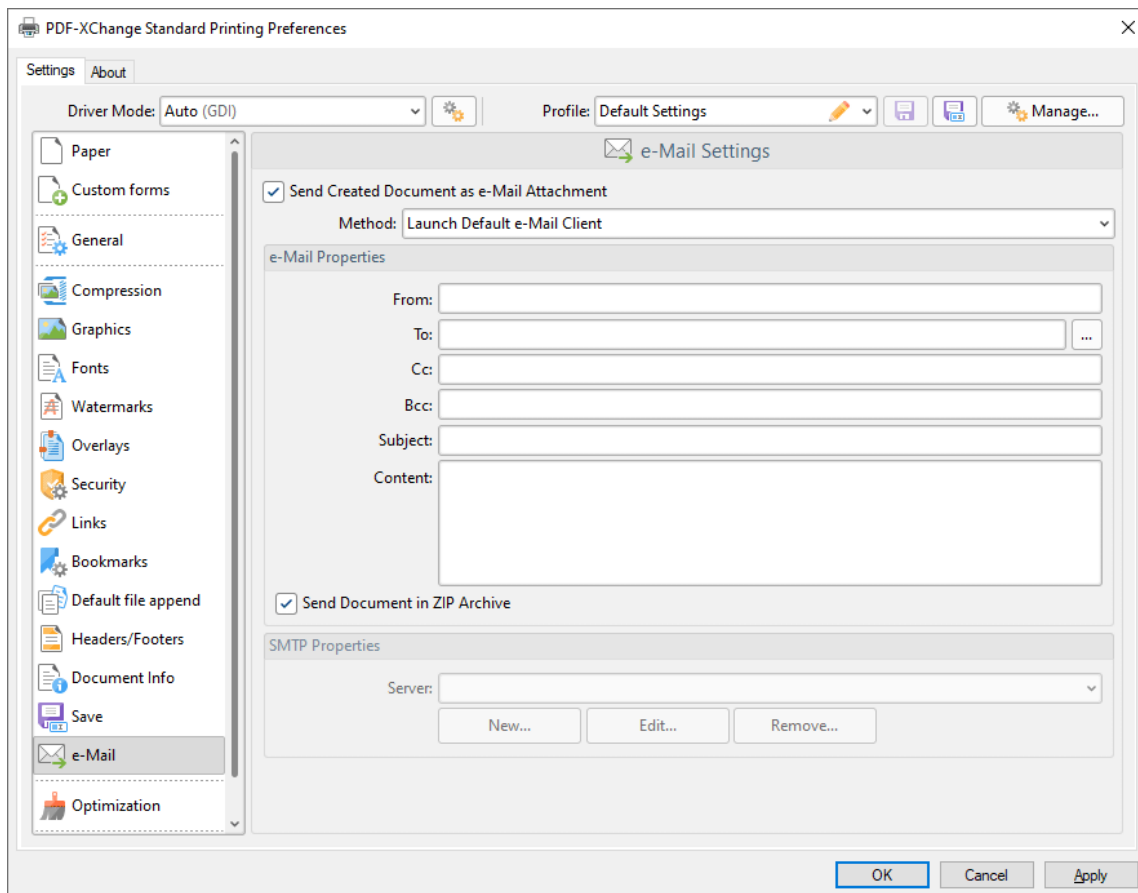 PDF-XChange Standard Printing Preferences
Settings About
Driver Mode: Auto (GDI) Profile: Default Settings Manage...
Paper
Custom forms
General
Compression
Graphics
Fonts
Watermarks
Overlays
Security
Links
Bookmarks
Default file append
Headers/Footers
Document Info
Save
e-Mail
Optimization
e-Mail Settings
Send Created Document as e-Mail Attachment
Method: Launch Default e-Mail Client
e-Mail Properties
From:
To: ...
Cc:
Bcc:
Subject:
Content:
Send Document in ZIP Archive
SMTP Properties
Server:
New... Edit... Remove...
OK Cancel Apply